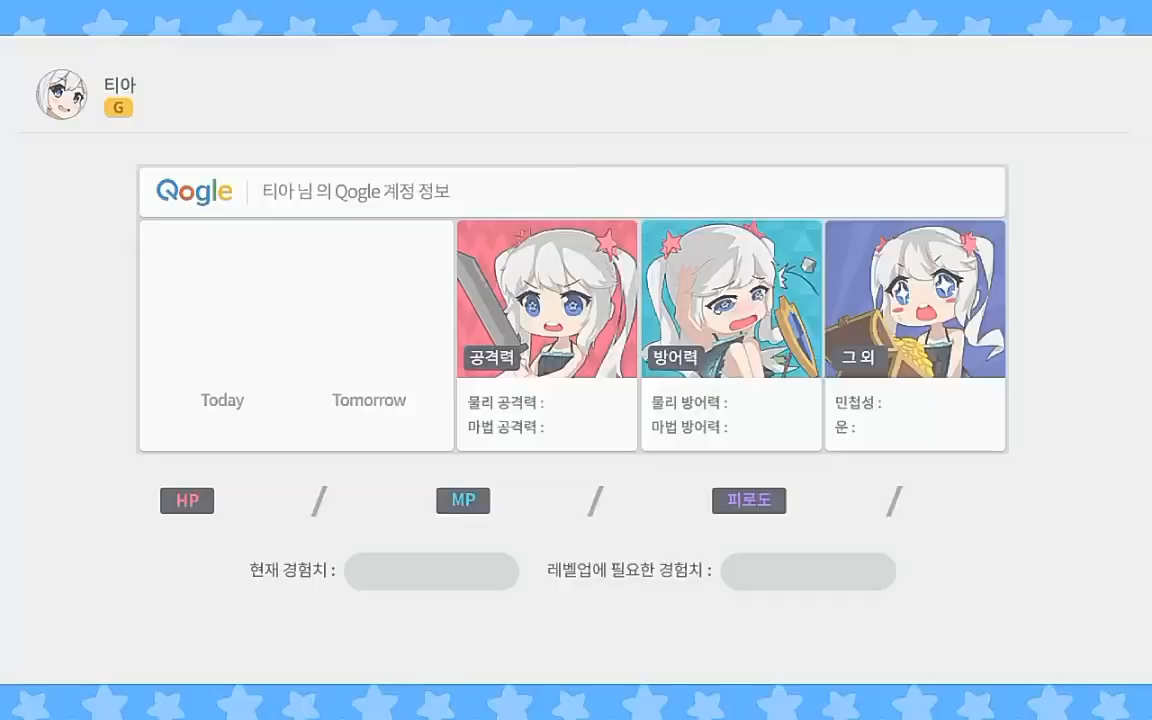 티아
G
Qogle 티아 님 의 Qogle 계정 정보
Today Tomorrow
공격력
물리 공격력 :
마법 공격력 :
방어력
물리 방어력 :
마법 방어력 :
그 외
민첩성 :
운 :
HP / MP / 피로도 /
현재 경험치 : 레벨업에 필요한 경험치 :